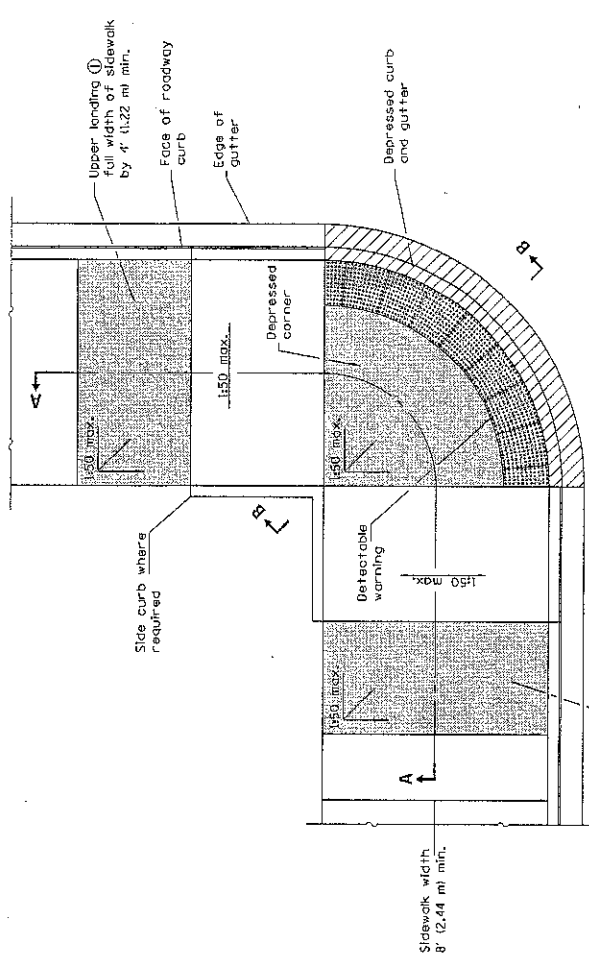 Upper landing ①
full width of sidewalk
by 4' (1.22 m) min.
Face of roadway
curb
Edge of
gutter
Depressed curb
and gutter
A
1:50 max.
1:50 max.
Depressed
corner
B
Side curb where
required
B
1:50 max.
Detectable
warning
1:50 max.
1:50 max.
A
Sidewalk width
8' (2.44 m) min.